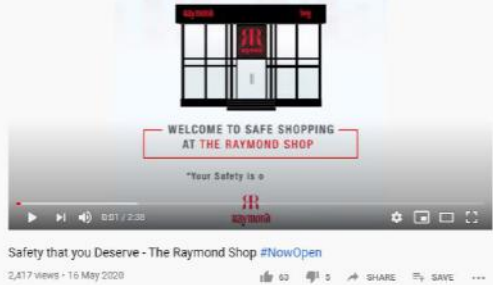 Raymond
RR
WELCOME TO SAFE SHOPPING
AT THE RAYMOND SHOP
"Your Safety is o
RR
Raymond
0:01 / 2:38
Safety that you Deserve - The Raymond Shop #NowOpen
2,417 views · 16 May 2020
63
5
SHARE
SAVE